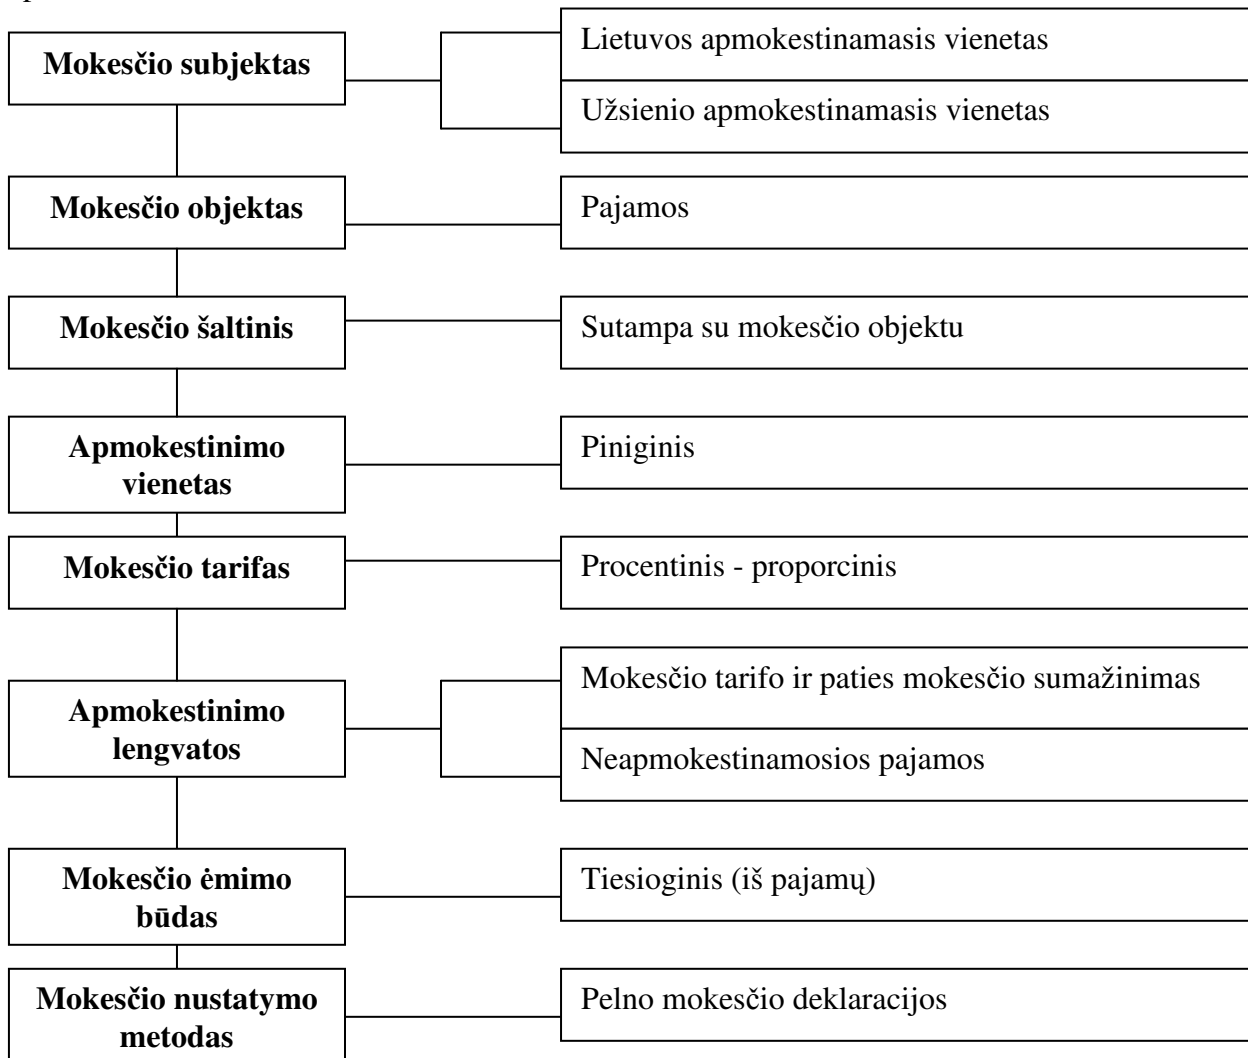 Mokesčio subjektas
Lietuvos apmokestinamasis vienetas
Užsienio apmokestinamasis vienetas
Mokesčio objektas
Pajamos
Mokesčio šaltinis
Sutampa su mokesčio objektu
Apmokestinimo
vienetas
Piniginis
Mokesčio tarifas
Procentinis - proporcinis
Apmokestinimo
lengvatos
Mokesčio tarifo ir paties mokesčio sumažinimas
Neapmokestinamosios pajamos
Mokesčio ėmimo
būdas
Tiesioginis (iš pajamų)
Mokesčio nustatymo
metodas
Pelno mokesčio deklaracijos